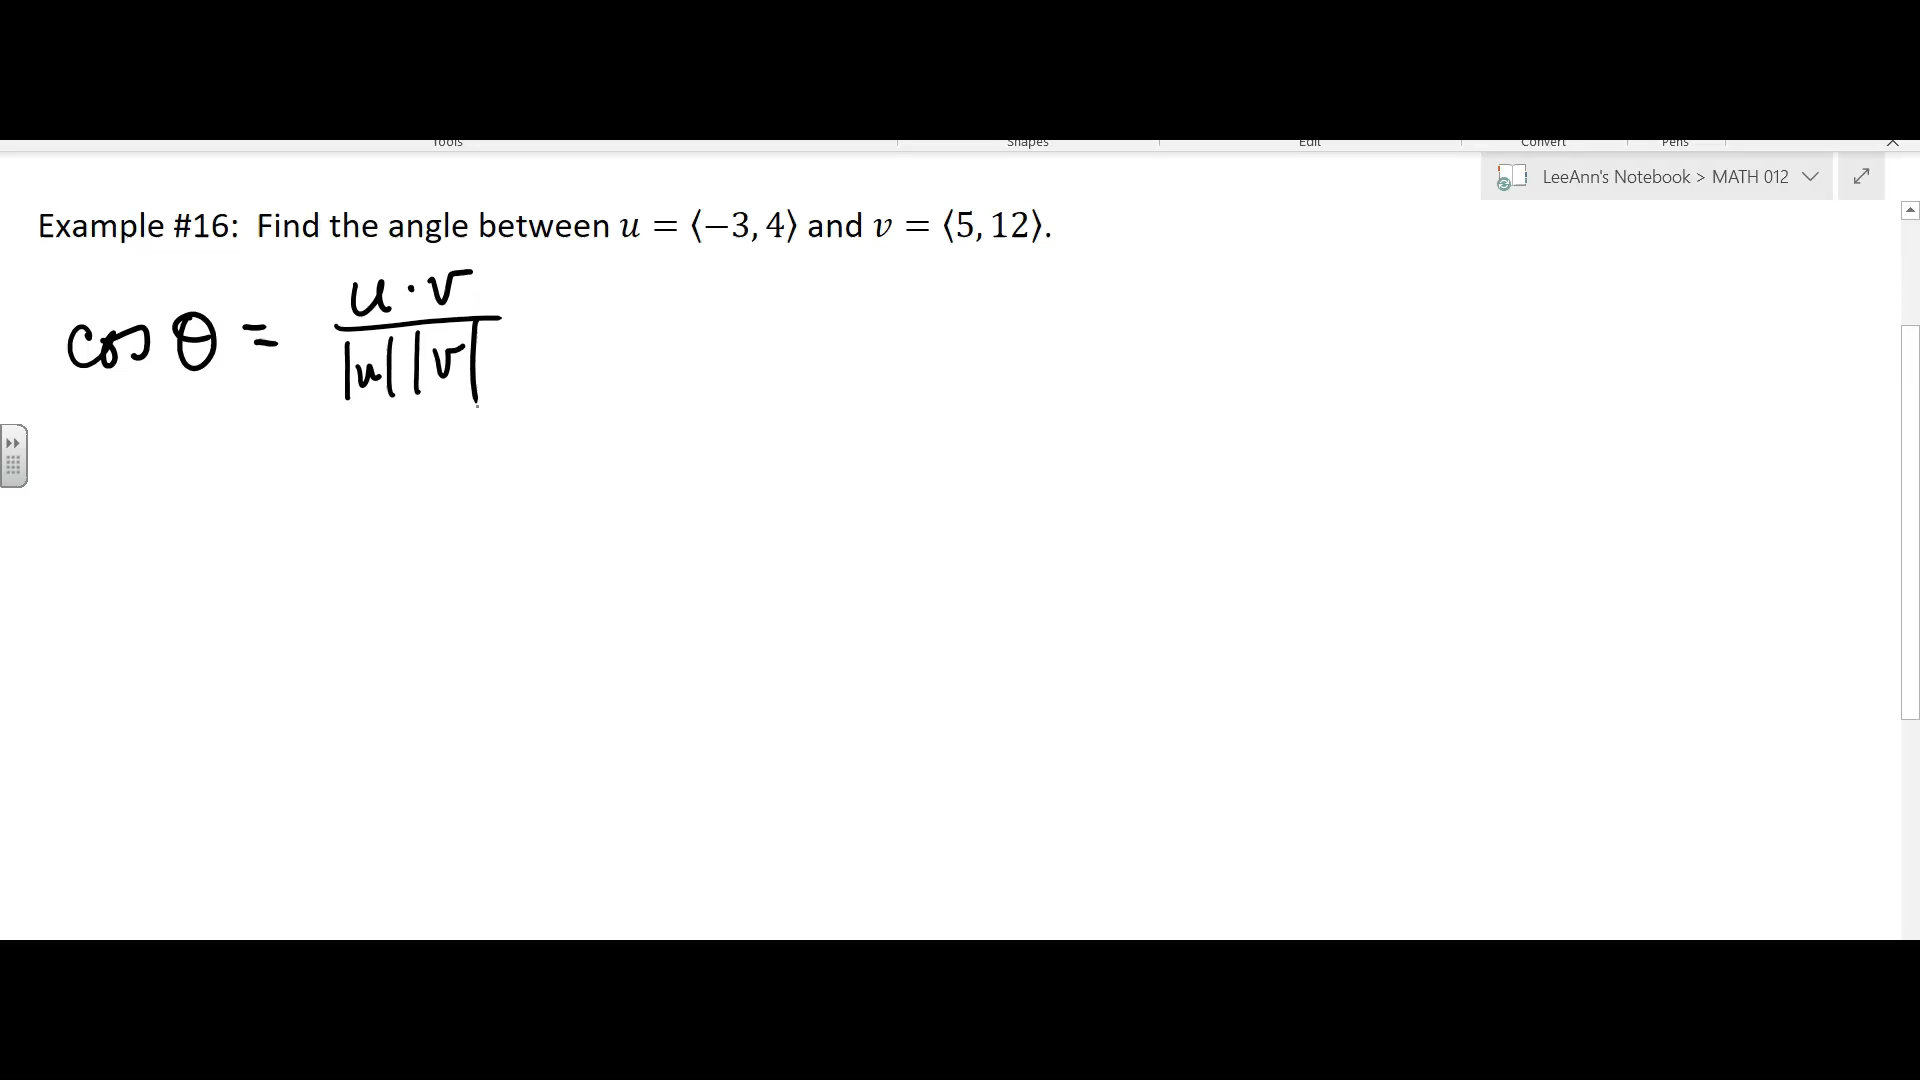 Tools Shapes Edit Convert Pens
LeeAnn's Notebook > MATH 012
Example #16: Find the angle between u = ⟨−3, 4⟩ and v = ⟨5, 12⟩.
cos θ = u · v / |u| |v|